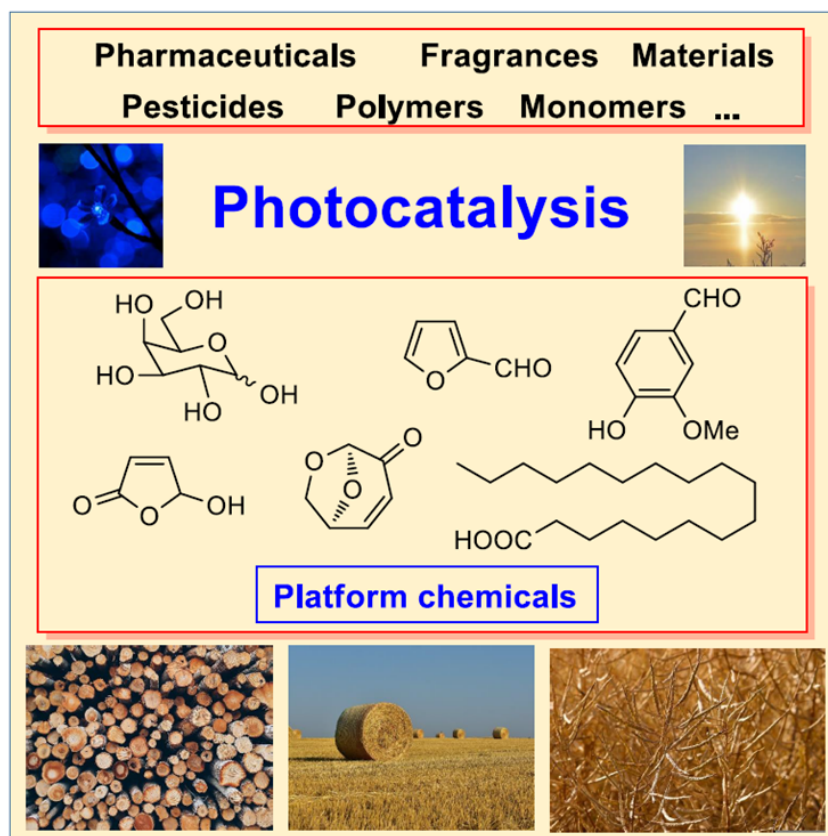 Pharmaceuticals Fragrances Materials
Pesticides Polymers Monomers ...
Photocatalysis
HO OH
O
HO HO OH
HO
O CHO
CHO
HO OMe
O O OH
O O
O
HOOC
Platform chemicals